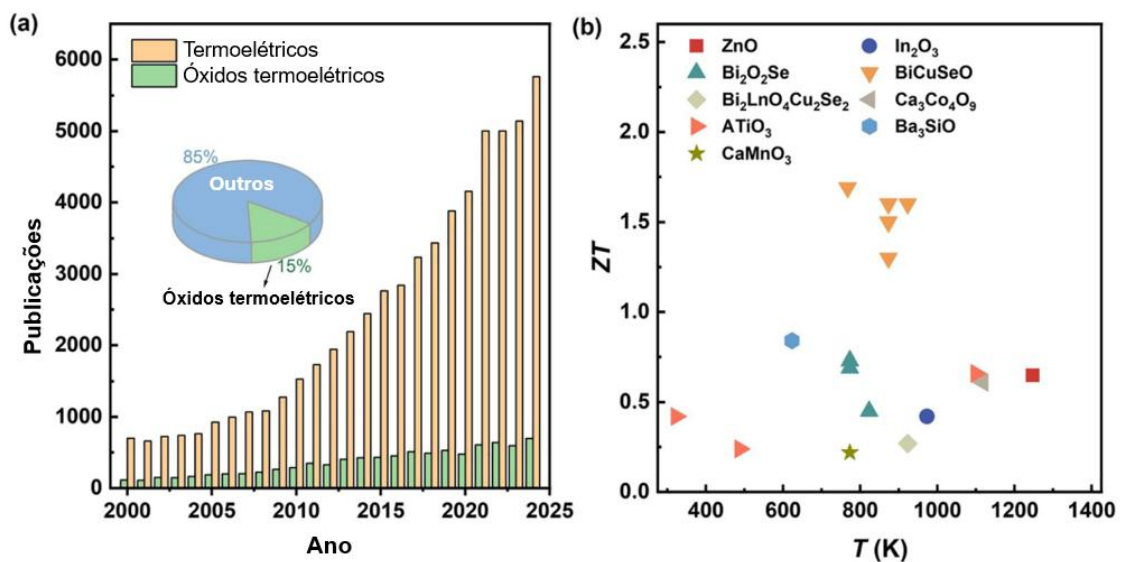 (a)
Termoelétricos
Óxidos termoelétricos
6000
5000
4000
3000
2000
1000
0
Publicações
85%
Outros
15%
Óxidos termoelétricos
2000
2005
2010
2015
2020
2025
Ano
(b)
ZnO
In₂O₃
Bi₂O₂Se
BiCuSeO
Bi₂LnO₄Cu₂Se₂
Ca₃Co₄O₉
ATiO₃
Ba₃SiO
CaMnO₃
2.5
2.0
1.5
1.0
0.5
0.0
ZT
400
600
800
1000
1200
1400
T (K)